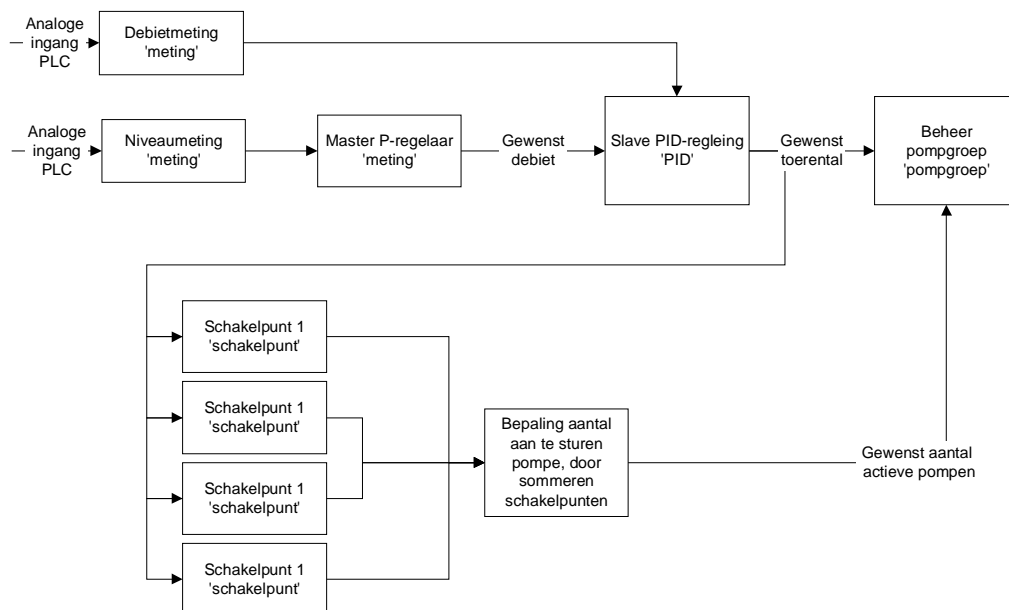 Analoge
ingang
PLC
Debietmeting
'meting'
Analoge
ingang
PLC
Niveaumeting
'meting'
Master P-regelaar
'meting'
Gewenst
debiet
Slave PID-regleing
'PID'
Gewenst
toerental
Beheer
pompgroep
'pompgroep'
Schakelpunt 1
'schakelpunt'
Schakelpunt 1
'schakelpunt'
Schakelpunt 1
'schakelpunt'
Schakelpunt 1
'schakelpunt'
Bepaling aantal
aan te sturen
pompe, door
sommeren
schakelpunten
Gewenst aantal
actieve pompen